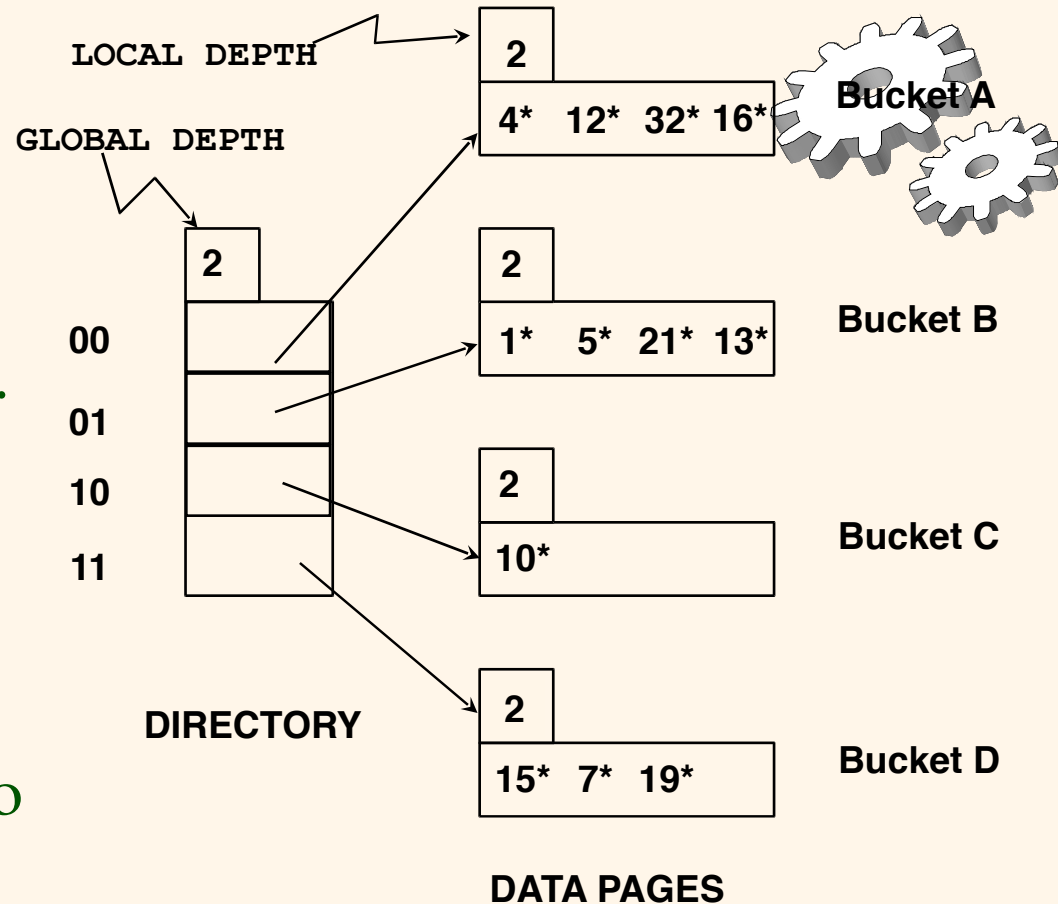 LOCAL DEPTH
2
4* 12* 32* 16*
Bucket A
GLOBAL DEPTH
2
00
01
10
11
.
2
1* 5* 21* 13*
Bucket B
2
10*
Bucket C
2
15* 7* 19*
Bucket D
DIRECTORY
o
DATA PAGES